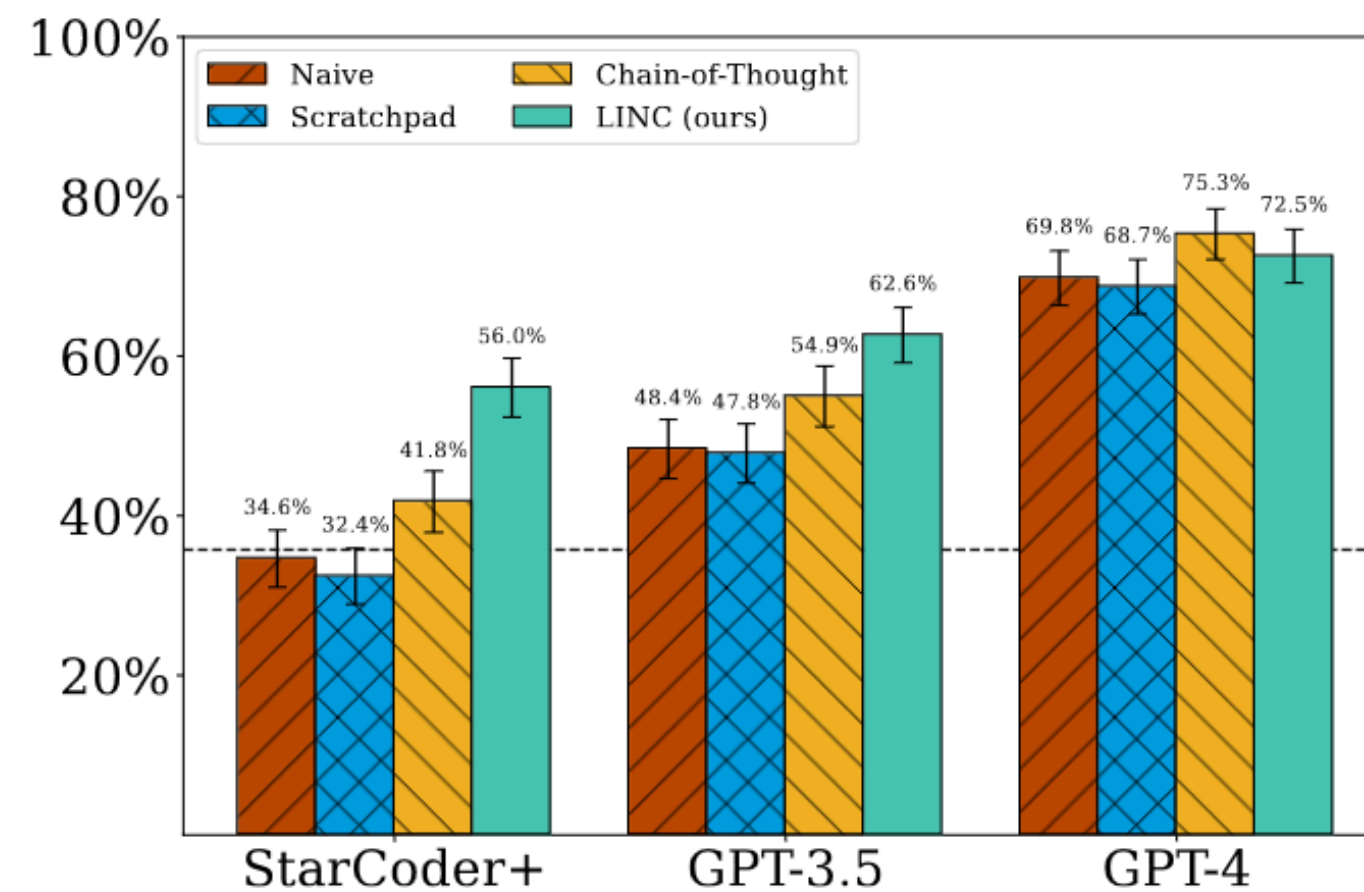 100%
Naive
Chain-of-Thought
Scratchpad
LINC (ours)
80%
60%
40%
20%
34.6%
32.4%
41.8%
56.0%
48.4%
47.8%
54.9%
62.6%
69.8%
68.7%
75.3%
72.5%
StarCoder+
GPT-3.5
GPT-4